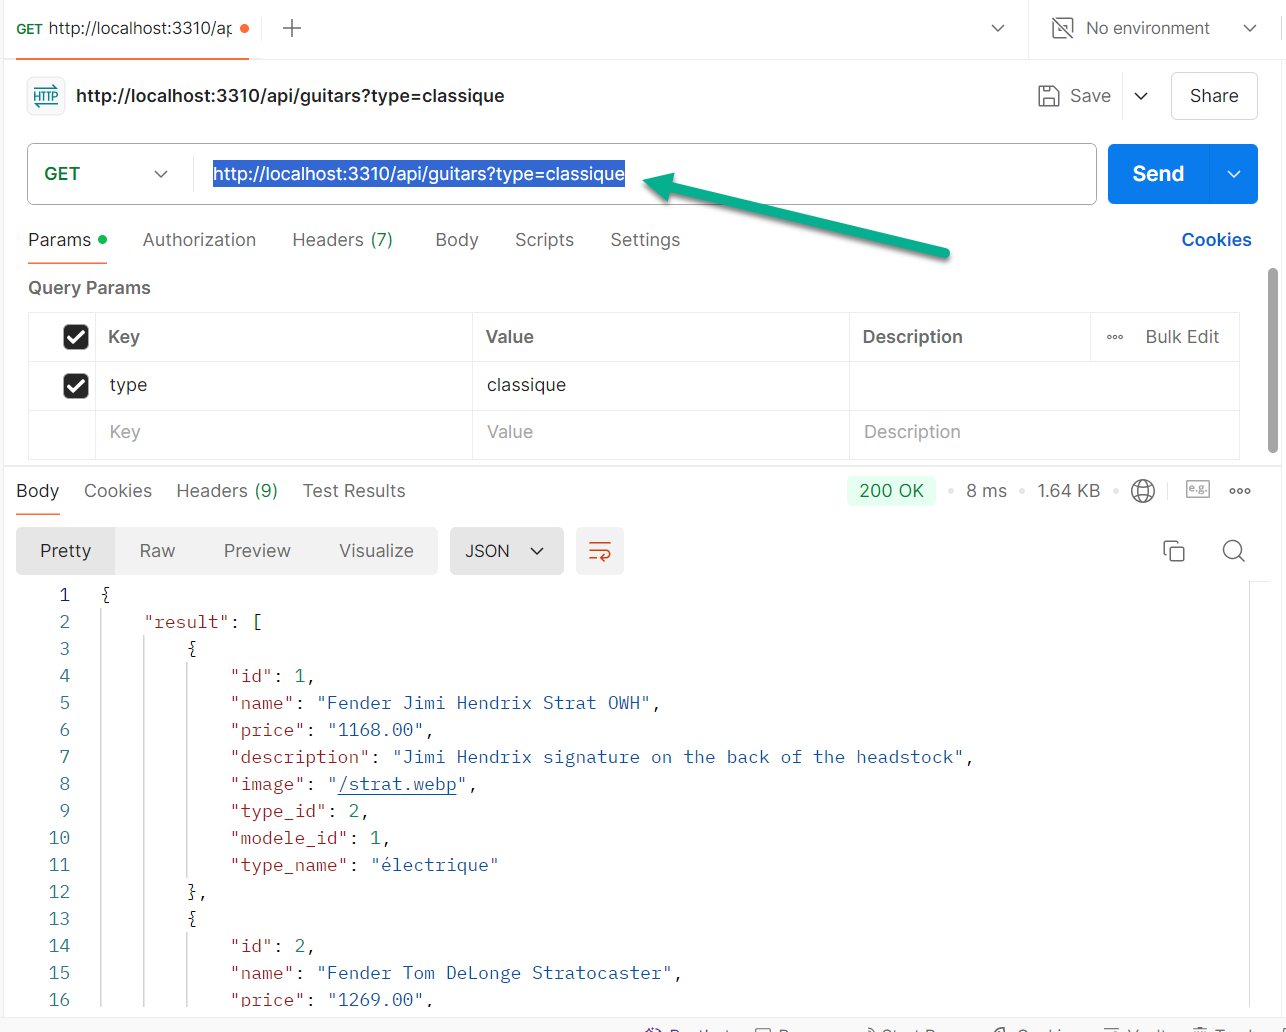 GET http://localhost:3310/ap
No environment
HTTP http://localhost:3310/api/guitars?type=classique
Save
Share
GET
http://localhost:3310/api/guitars?type=classique
Send
Params Authorization Headers (7) Body Scripts Settings
Cookies
Query Params
Key Value Description Bulk Edit
type classique
Key Value Description
Body Cookies Headers (9) Test Results
200 OK 8 ms 1.64 KB e.g.
Pretty Raw Preview Visualize JSON
1 {
2 "result": [
3 {
4 "id": 1,
5 "name": "Fender Jimi Hendrix Strat OWH",
6 "price": "1168.00",
7 "description": "Jimi Hendrix signature on the back of the headstock",
8 "image": "/strat.webp",
9 "type_id": 2,
10 "modele_id": 1,
11 "type_name": "électrique"
12 },
13 {
14 "id": 2,
15 "name": "Fender Tom DeLonge Stratocaster",
16 "price": "1269.00",